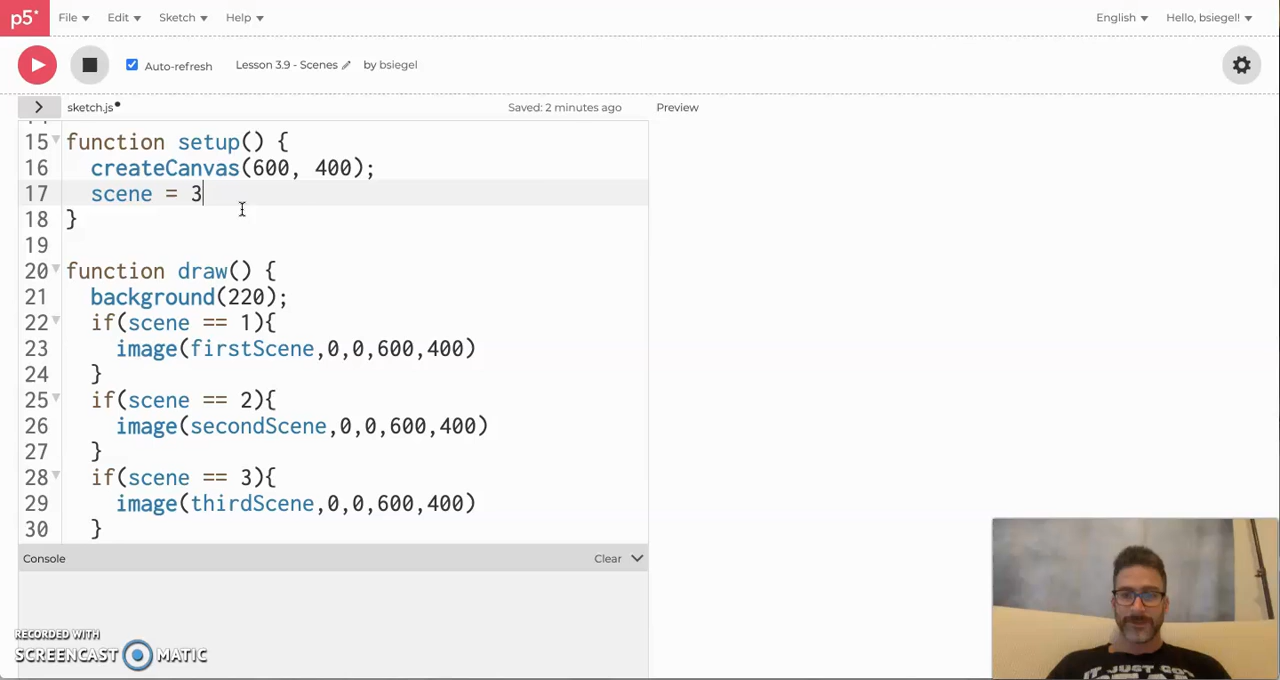 p5*
File Edit Sketch Help English Hello, bsiegel!
Auto-refresh Lesson 3.9 - Scenes by bsiegel
sketch.js Saved: 2 minutes ago Preview
15 function setup() {
16 createCanvas(600, 400);
17 scene = 3
18 }
19
20 function draw() {
21 background(220);
22 if(scene == 1){
23 image(firstScene,0,0,600,400)
24 }
25 if(scene == 2){
26 image(secondScene,0,0,600,400)
27 }
28 if(scene == 3){
29 image(thirdScene,0,0,600,400)
30 }
Console Clear
RECORDED WITH
SCREENCAST MATIC
IT JUST GOT